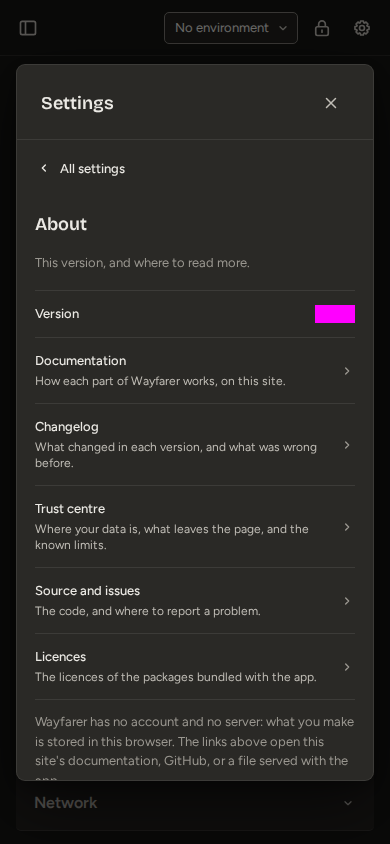 No environment
Settings
All settings
About
This version, and where to read more.
Version
Documentation
How each part of Wayfarer works, on this site.
Changelog
What changed in each version, and what was wrong
before.
Trust centre
Where your data is, what leaves the page, and the
known limits.
Source and issues
The code, and where to report a problem.
Licences
The licences of the packages bundled with the app.
Wayfarer has no account and no server: what you make
is stored in this browser. The links above open this
site's documentation, GitHub, or a file served with the
Network